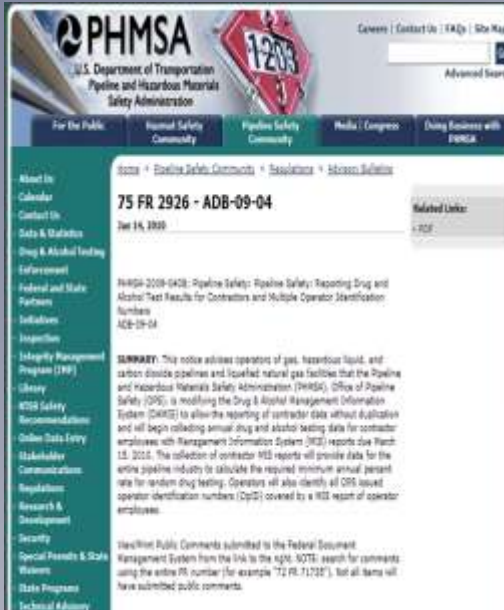 PHMSA
U.S. Department of Transportation
Pipeline and Hazardous Materials
Safety Administration
1203
Careers | Contact Us | FAQs | Site Map
Advanced Sear
For the Public
Hazmat Safety
Community
Pipeline Safety
Community
Media | Congress
Doing Business with
PHMSA
Home > Pipeline Safety Community > Regulations > Advisory Bulletins
About Us
Calendar
Contact Us
Data & Statistics
Drug & Alcohol Testing
Enforcement
Federal and State
Partners
Initiatives
Inspection
Integrity Management
Program (IMP)
Library
NTSB Safety
Recommendations
Online Data Entry
Stakeholder
Communications
Regulations
Research &
Development
Security
Special Permits & State
Waivers
State Programs
Technical Advisory
75 FR 2926 - ADB-09-04
Jan 14, 2010
PHMSA-2009-0408: Pipeline Safety: Pipeline Safety: Reporting Drug and
Alcohol Test Results for Contractors and Multiple Operator Identification
Numbers
ADB-09-04
SUMMARY: This notice advises operators of gas, hazardous liquid, and
carbon dioxide pipelines and liquefied natural gas facilities that the Pipeline
and Hazardous Materials Safety Administration (PHMSA), Office of Pipeline
Safety (OPS), is modifying the Drug & Alcohol Management Information
System (DAMIS) to allow the reporting of contractor data without duplication
and will begin collecting annual drug and alcohol testing data for contractor
employees with Management Information System (MIS) reports due March
15, 2010. The collection of contractor MIS reports will provide data for the
entire pipeline industry to calculate the required minimum annual percent
rate for random drug testing. Operators will also identify all OPS issued
operator identification numbers (OpID) covered by a MIS report of operator
employees.
View/Print Public Comments submitted to the Federal Document
Management System from the link to the right. NOTE: search for comments
using the entire FR number (for example "72 FR 71735"). Not all items will
have submitted public comments.
Related Links:
PDF